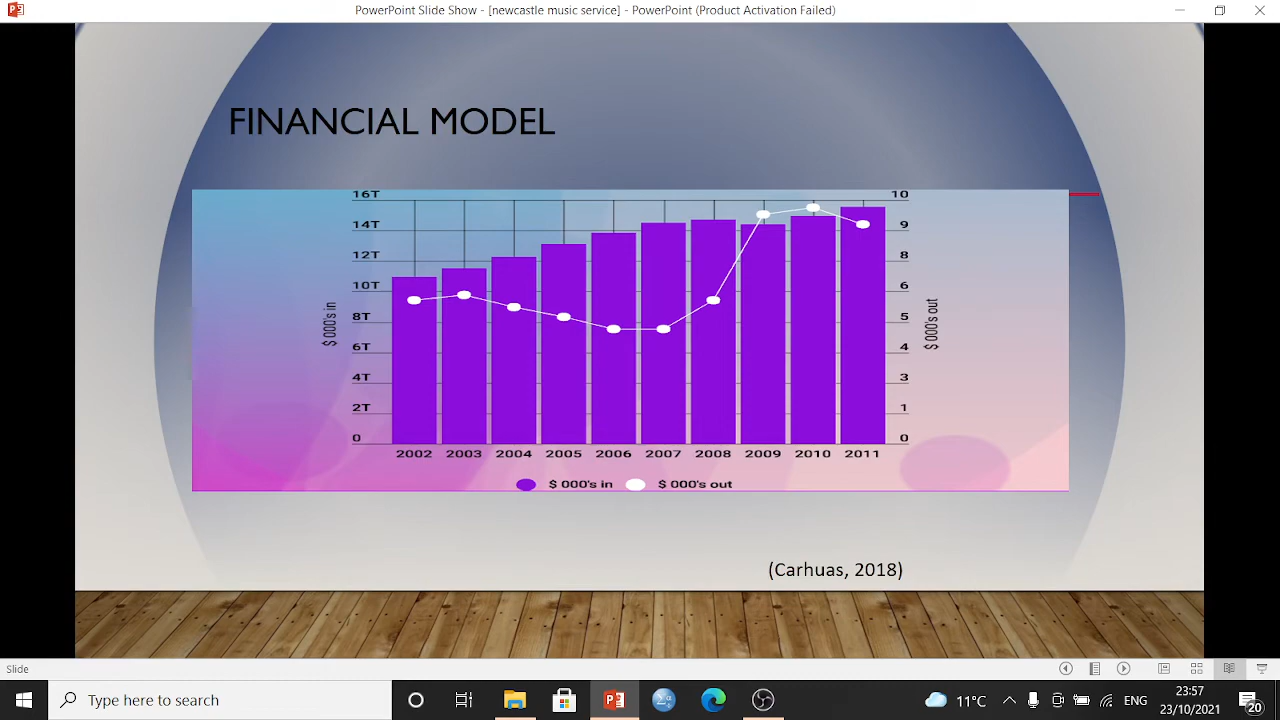 PowerPoint Slide Show - [newcastle music service] - PowerPoint (Product Activation Failed)
FINANCIAL MODEL
16T 10
14T 9
12T 8
10T 6
8T 5
6T 4
4T 3
2T 1
0 0
$ 000's in
$ 000's out
2002 2003 2004 2005 2006 2007 2008 2009 2010 2011
$ 000's in $ 000's out
(Carhuas, 2018)
Slide
Type here to search
11°C
ENG
23:57
23/10/2021
20